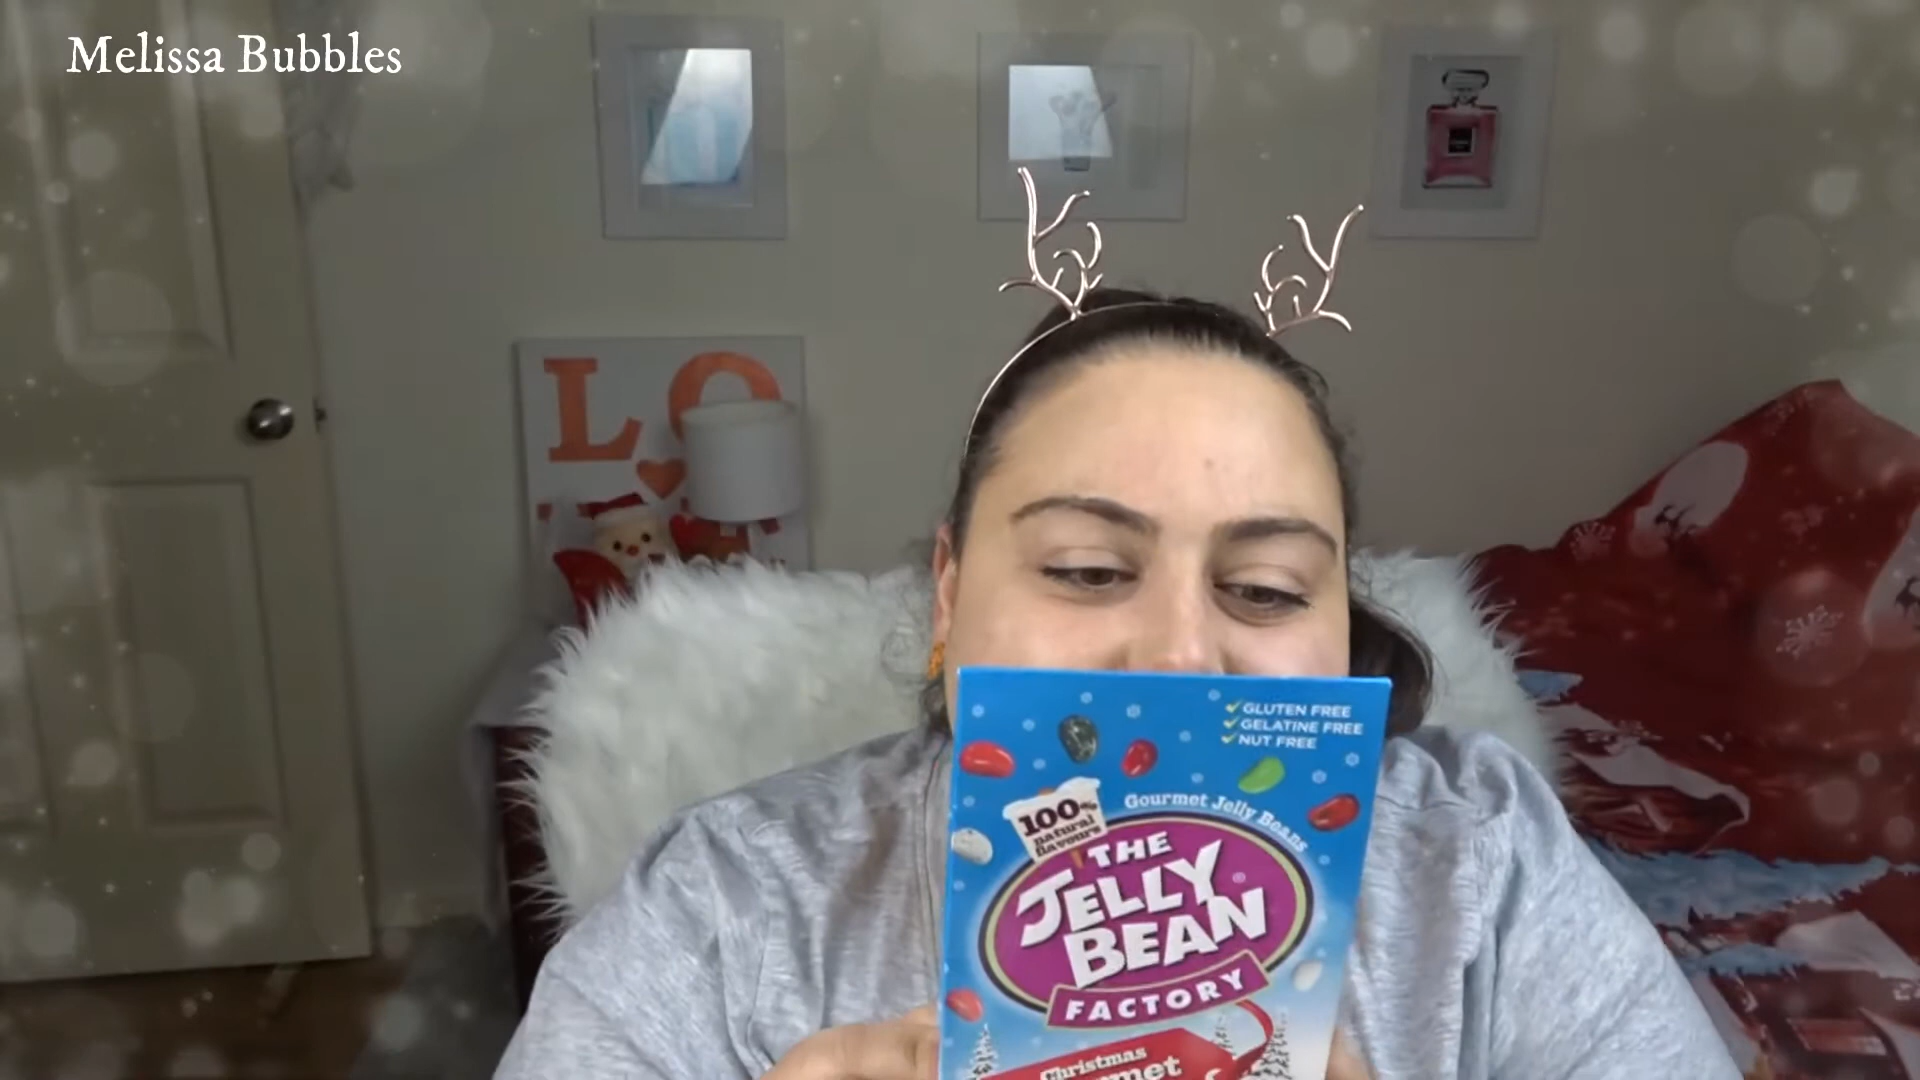 Melissa Bubbles
LO
GLUTEN FREE
GELATINE FREE
NUT FREE
100%
natural
flavours
Gourmet Jelly Beans
THE
JELLY
BEAN
FACTORY
Christmas